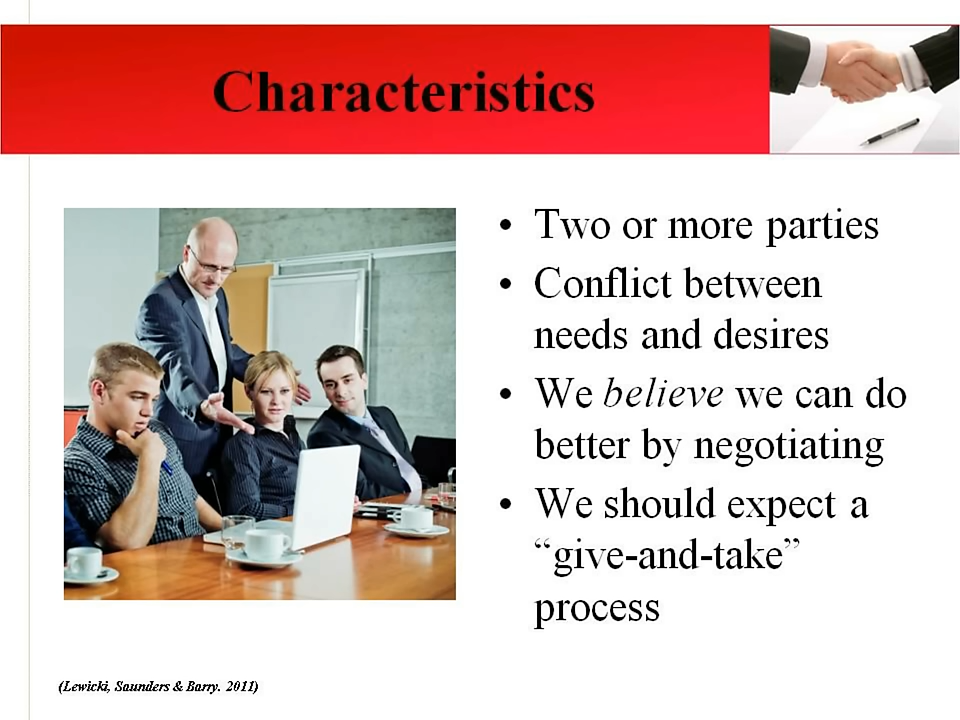 Characteristics
• Two or more parties
• Conflict between
needs and desires
• We believe we can do
better by negotiating
• We should expect a
“give-and-take”
process
(Lewicki, Saunders & Barry. 2011)